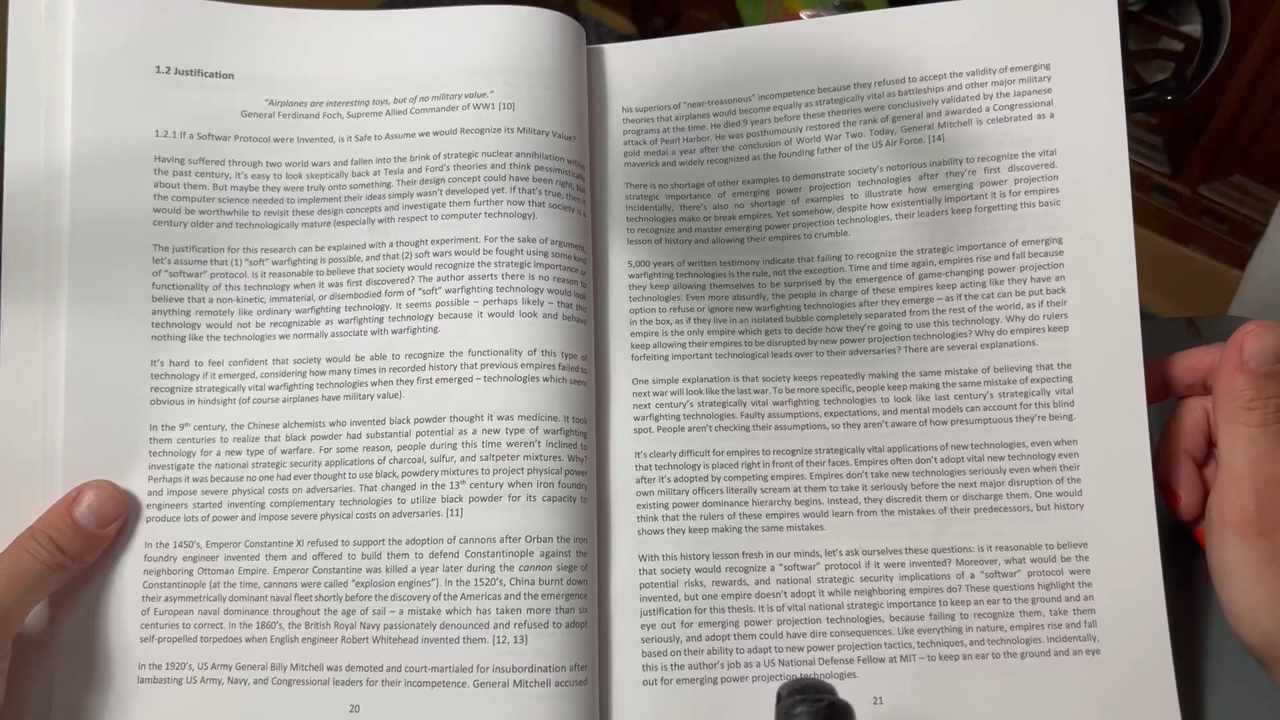 1.2 Justification
"Airplanes are interesting toys, but of no military value."
General Ferdinand Foch, Supreme Allied Commander of WW1 [10]
1.2.1 If a Softwar Protocol were Invented, is it Safe to Assume we would Recognize its Military Value?
Having suffered through two world wars and fallen into the brink of strategic nuclear annihilation within
the past century, it's easy to look skeptically back at Tesla and Ford's theories and think pessimistically
about them. But maybe they were truly onto something. Their design concept could have been right, but
the computer science needed to implement their ideas simply wasn't developed yet. If that's true, then it
would be worthwhile to revisit these design concepts and investigate them further now that society is a
century older and technologically mature (especially with respect to computer technology).
The justification for this research can be explained with a thought experiment. For the sake of argument,
let's assume that (1) "soft" warfighting is possible, and that (2) soft wars would be fought using some kind
of "softwar" protocol. Is it reasonable to believe that society would recognize the strategic importance or
functionality of this technology when it was first discovered? The author asserts there is no reason to
believe that a non-kinetic, immaterial, or disembodied form of "soft" warfighting technology would look
anything remotely like ordinary warfighting technology. It seems possible – perhaps likely – that this
technology would not be recognizable as warfighting technology because it would look and behave
nothing like the technologies we normally associate with warfighting.
It's hard to feel confident that society would be able to recognize the functionality of this type of
technology if it emerged, considering how many times in recorded history that previous empires failed to
recognize strategically vital warfighting technologies when they first emerged – technologies which seem
obvious in hindsight (of course airplanes have military value).
In the 9th century, the Chinese alchemists who invented black powder thought it was medicine. It took
them centuries to realize that black powder had substantial potential as a new type of warfighting
technology for a new type of warfare. For some reason, people during this time weren't inclined to
investigate the national strategic security applications of charcoal, sulfur, and saltpeter mixtures. Why?
Perhaps it was because no one had ever thought to use black, powdery mixtures to project physical power
and impose severe physical costs on adversaries. That changed in the 13th century when iron foundry
engineers started inventing complementary technologies to utilize black powder for its capacity to
produce lots of power and impose severe physical costs on adversaries. [11]
In the 1450's, Emperor Constantine XI refused to support the adoption of cannons after Orban the iron
foundry engineer invented them and offered to build them to defend Constantinople against the
neighboring Ottoman Empire. Emperor Constantine was killed a year later during the cannon siege of
Constantinople (at the time, cannons were called "explosion engines"). In the 1520's, China burnt down
their asymmetrically dominant naval fleet shortly before the discovery of the Americas and the emergence
of European naval dominance throughout the age of sail – a mistake which has taken more than six
centuries to correct. In the 1860's, the British Royal Navy passionately denounced and refused to adopt
self-propelled torpedoes when English engineer Robert Whitehead invented them. [12, 13]
In the 1920's, US Army General Billy Mitchell was demoted and court-martialed for insubordination after
lambasting US Army, Navy, and Congressional leaders for their incompetence. General Mitchell accused
20
his superiors of "near-treasonous" incompetence because they refused to accept the validity of emerging
theories that airplanes would become equally as strategically vital as battleships and other major military
programs at the time. He died 9 years before these theories were conclusively validated by the Japanese
attack of Pearl Harbor. He was posthumously restored the rank of general and awarded a Congressional
gold medal a year after the conclusion of World War Two. Today, General Mitchell is celebrated as a
maverick and widely recognized as the founding father of the US Air Force. [14]
There is no shortage of other examples to demonstrate society's notorious inability to recognize the vital
strategic importance of emerging power projection technologies after they're first discovered.
Incidentally, there's also no shortage of examples to illustrate how emerging power projection
technologies make or break empires. Yet somehow, despite how existentially important it is for empires
to recognize and master emerging power projection technologies, their leaders keep forgetting this basic
lesson of history and allowing their empires to crumble.
5,000 years of written testimony indicate that failing to recognize the strategic importance of emerging
warfighting technologies is the rule, not the exception. Time and time again, empires rise and fall because
they keep allowing themselves to be surprised by the emergence of game-changing power projection
technologies. Even more absurdly, the people in charge of these empires keep acting like they have an
option to refuse or ignore new warfighting technologies after they emerge – as if the cat can be put back
in the box, as if they live in an isolated bubble completely separated from the rest of the world, as if their
empire is the only empire which gets to decide how they're going to use this technology. Why do rulers
keep allowing their empires to be disrupted by new power projection technologies? Why do empires keep
forfeiting important technological leads over to their adversaries? There are several explanations.
One simple explanation is that society keeps repeatedly making the same mistake of believing that the
next war will look like the last war. To be more specific, people keep making the same mistake of expecting
next century's strategically vital warfighting technologies to look like last century's strategically vital
warfighting technologies. Faulty assumptions, expectations, and mental models can account for this blind
spot. People aren't checking their assumptions, so they aren't aware of how presumptuous they're being.
It's clearly difficult for empires to recognize strategically vital applications of new technologies, even when
that technology is placed right in front of their faces. Empires often don't adopt vital new technology even
after it's adopted by competing empires. Empires don't take new technologies seriously even when their
own military officers literally scream at them to take it seriously before the next major disruption of the
existing power dominance hierarchy begins. Instead, they discredit them or discharge them. One would
think that the rulers of these empires would learn from the mistakes of their predecessors, but history
shows they keep making the same mistakes.
With this history lesson fresh in our minds, let's ask ourselves these questions: is it reasonable to believe
that society would recognize a "softwar" protocol if it were invented? Moreover, what would be the
potential risks, rewards, and national strategic security implications of a "softwar" protocol were
invented, but one empire doesn't adopt it while neighboring empires do? These questions highlight the
justification for this thesis. It is of vital national strategic importance to keep an ear to the ground and an
eye out for emerging power projection technologies, because failing to recognize them, take them
seriously, and adopt them could have dire consequences. Like everything in nature, empires rise and fall
based on their ability to adapt to new power projection tactics, techniques, and technologies. Incidentally,
this is the author's job as a US National Defense Fellow at MIT – to keep an ear to the ground and an eye
out for emerging power projection technologies.
21